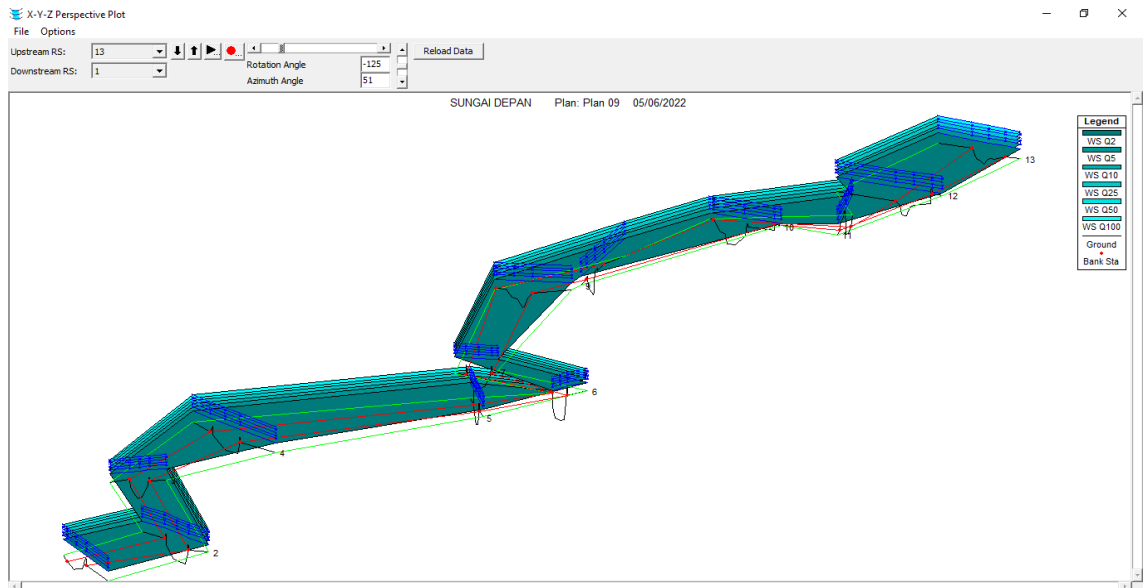 X-Y-Z Perspective Plot
File Options
Upstream RS: 13
Downstream RS: 1
Rotation Angle -125
Azimuth Angle 51
Reload Data
SUNGAI DEPAN Plan: Plan 09 05/06/2022
Legend
WS Q2
WS Q5
WS Q10
WS Q25
WS Q50
WS Q100
Ground
Bank Sta
13
12
11
10
9
6
5
4
2